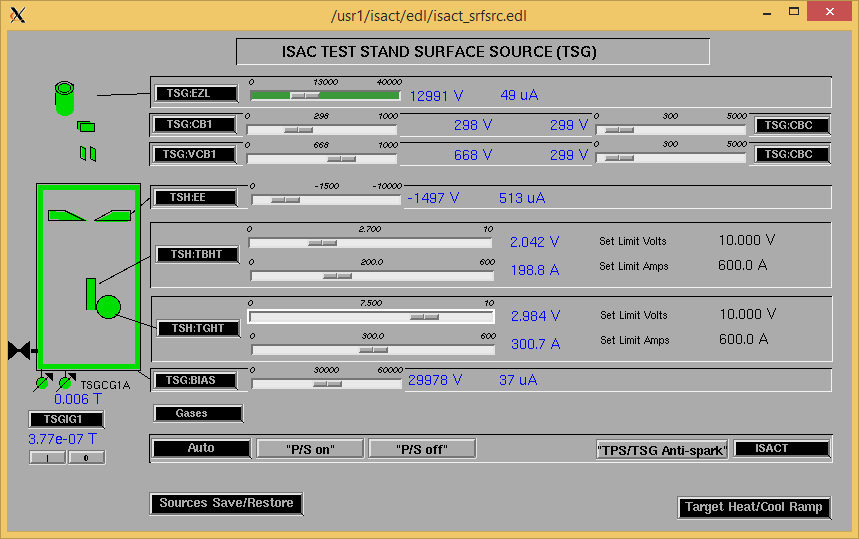 /usr1/isact/edl/isact_srfsrc.edl
ISAC TEST STAND SURFACE SOURCE (TSG)
TSG:EZL 0 13000 40000 12991 V 49 uA
TSG:CB1 0 298 1000 298 V 299 V 0 300 5000 TSG:CBC
TSG:VCB1 0 668 1000 668 V 299 V 0 300 5000 TSG:CBC
TSH:EE 0 -1500 -10000 -1497 V 513 uA
TSH:TBHT
0 2.700 10 2.042 V Set Limit Volts 10.000 V
0 200.0 600 198.8 A Set Limit Amps 600.0 A
TSH:TGHT
0 7.500 10 2.984 V Set Limit Volts 10.000 V
0 300.0 600 300.7 A Set Limit Amps 600.0 A
TSG:BIAS 0 30000 60000 29978 V 37 uA
TSGCG1A
0.006 T
TSGIG1
3.77e-07 T
I 0
Gases
Auto "P/S on" "P/S off" "TPS/TSG Anti-spark" ISACT
Sources Save/Restore
Target Heat/Cool Ramp